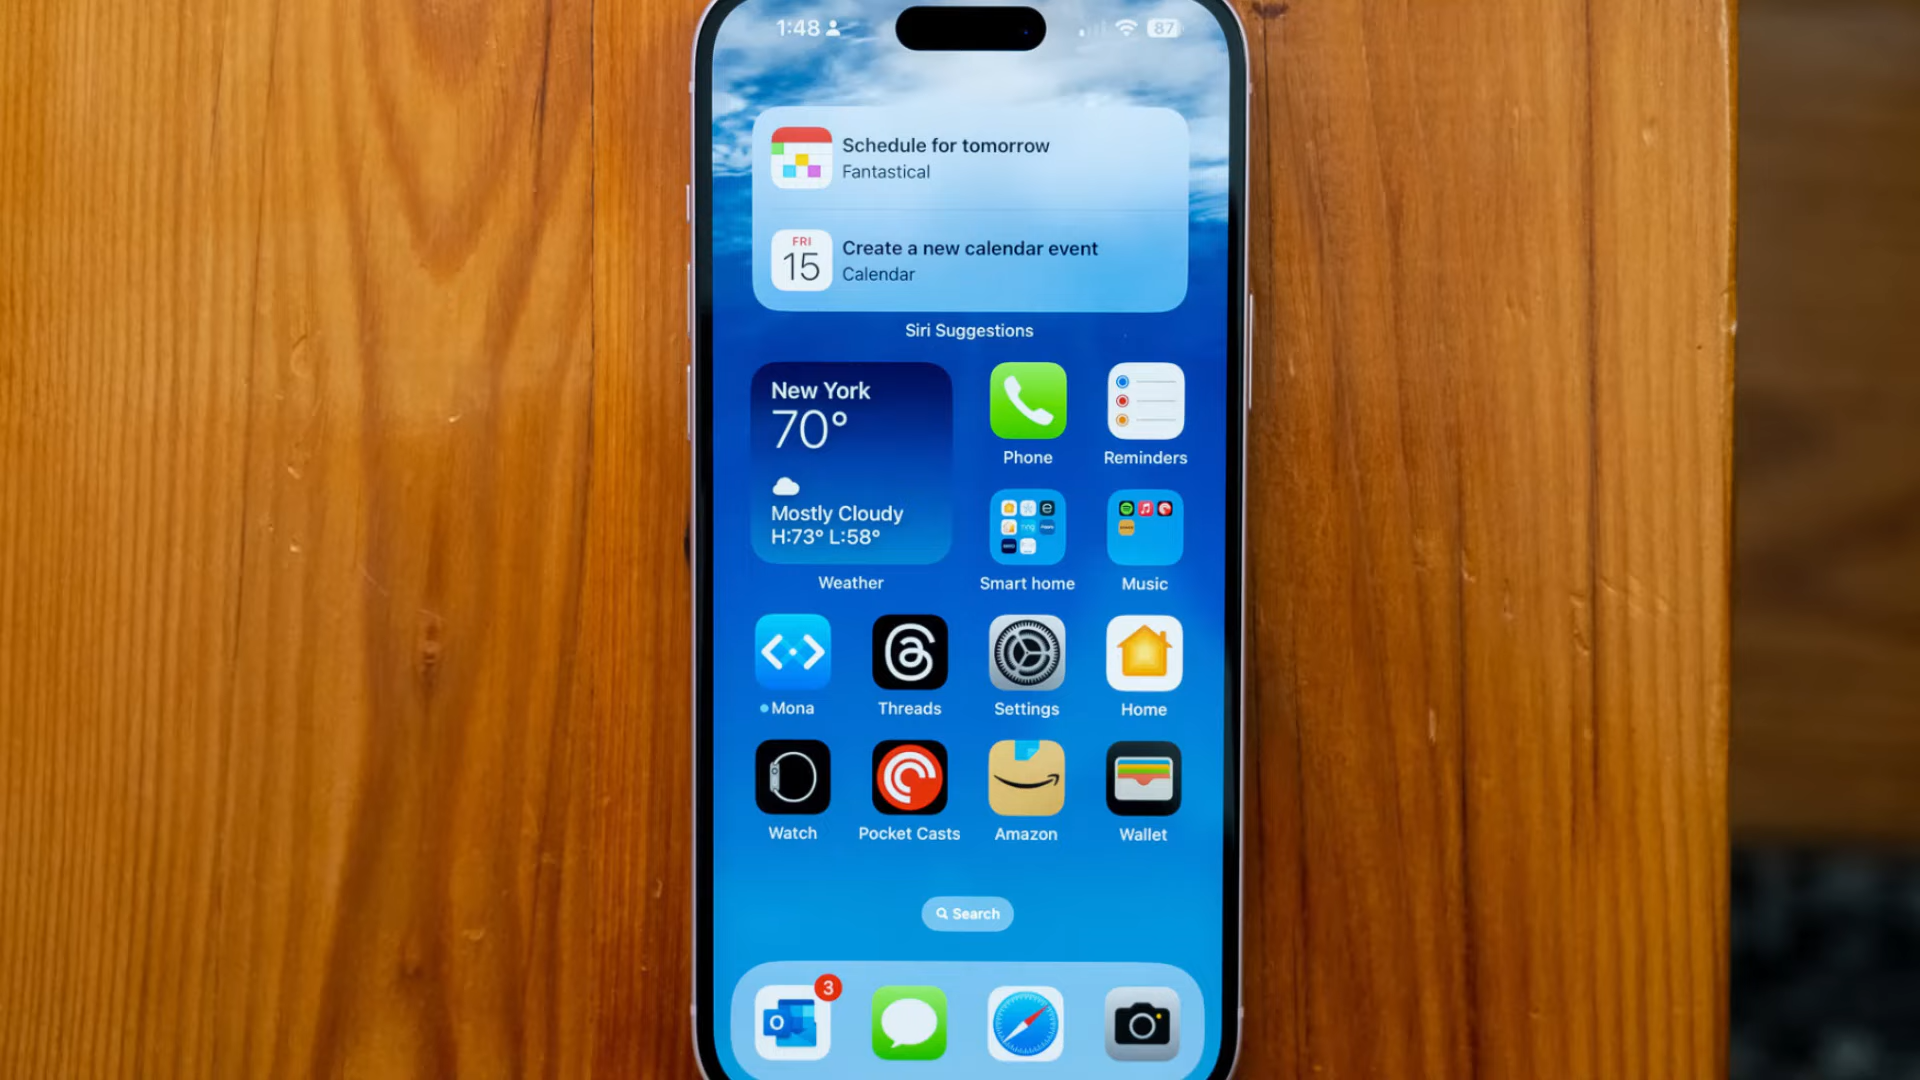 1:48
87
Schedule for tomorrow
Fantastical
FRI
15
Create a new calendar event
Calendar
Siri Suggestions
New York
70°
Mostly Cloudy
H:73° L:58°
Weather
Phone
Reminders
Smart home
Music
Mona
Threads
Settings
Home
Watch
Pocket Casts
Amazon
Wallet
Search
3
O